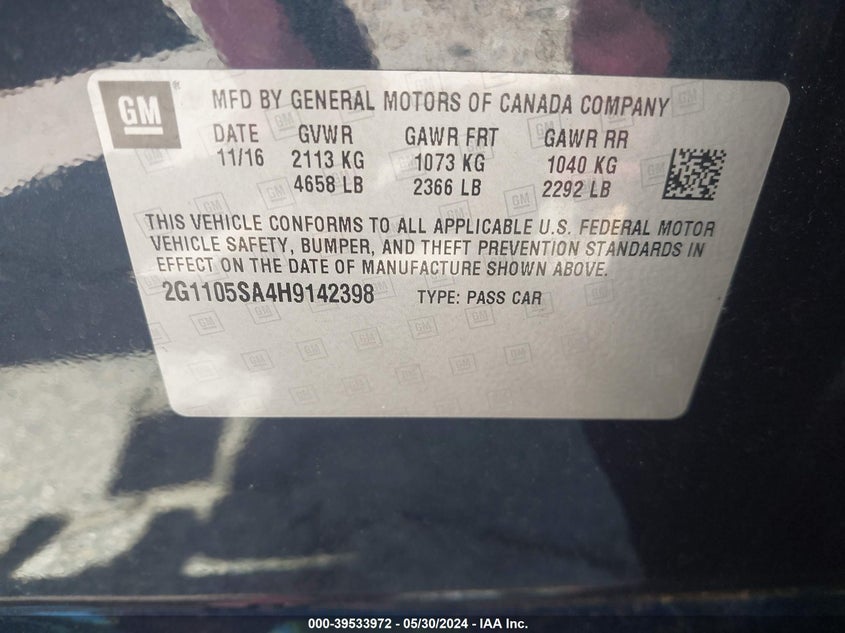 GM
MFD BY GENERAL MOTORS OF CANADA COMPANY
DATE GVWR GAWR FRT GAWR RR
11/16 2113 KG 1073 KG 1040 KG
4658 LB 2366 LB 2292 LB
THIS VEHICLE CONFORMS TO ALL APPLICABLE U.S. FEDERAL MOTOR
VEHICLE SAFETY, BUMPER, AND THEFT PREVENTION STANDARDS IN
EFFECT ON THE DATE OF MANUFACTURE SHOWN ABOVE.
2G1105SA4H9142398 TYPE: PASS CAR
000-39533972 - 05/30/2024 - IAA Inc.